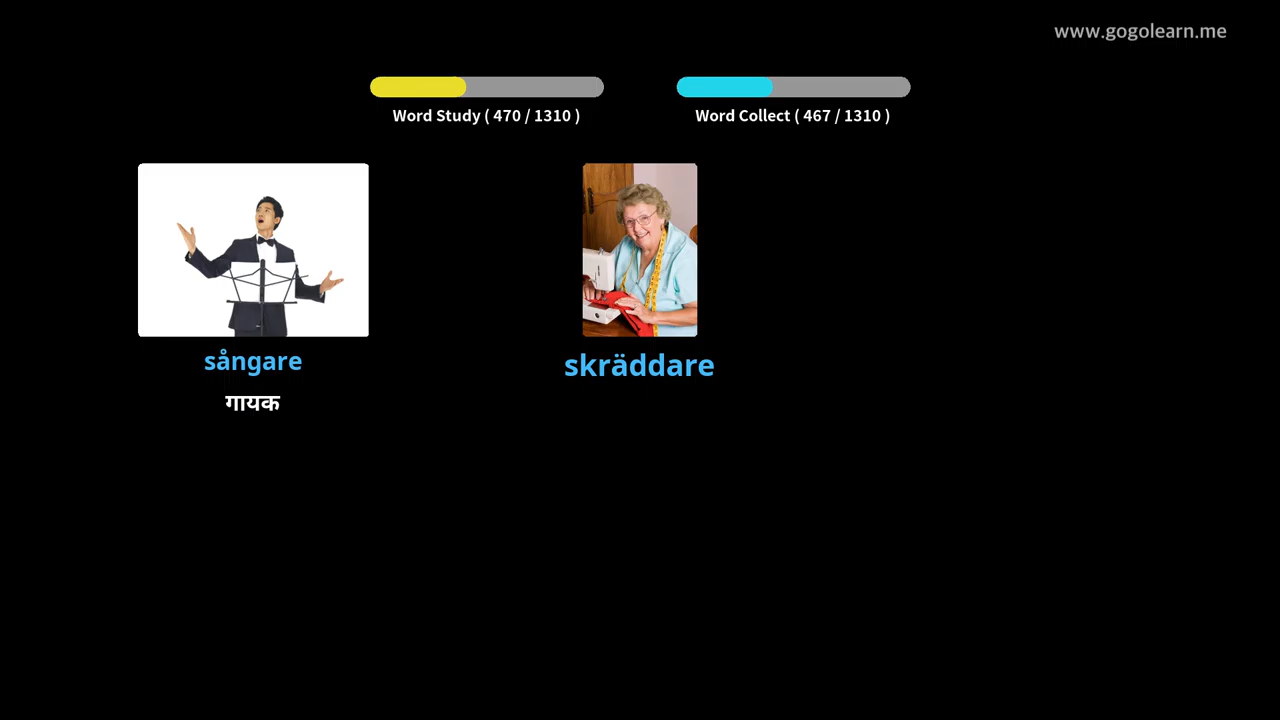 www.gogolearn.me
Word Study ( 470 / 1310 )
Word Collect ( 467 / 1310 )
sångare
गायक
skräddare